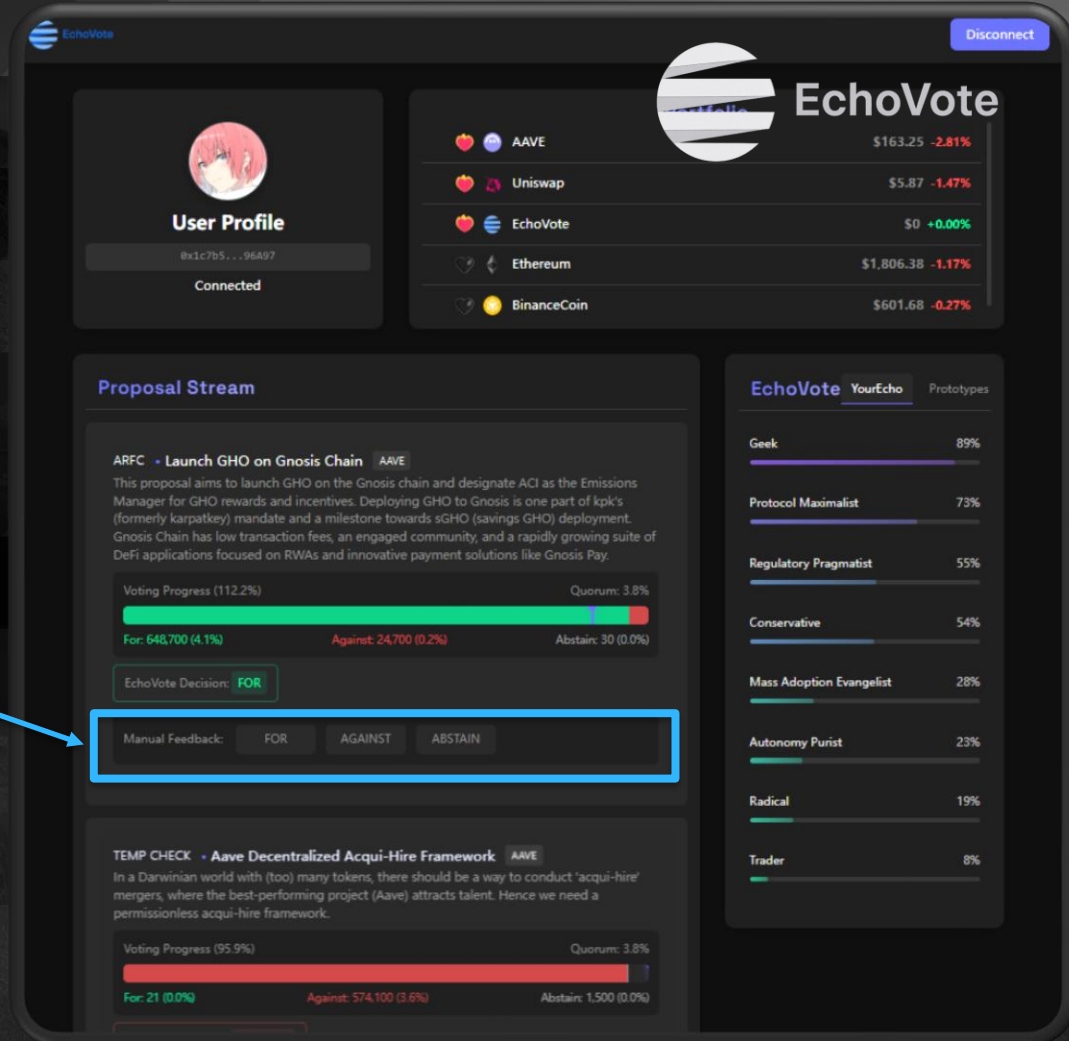 EchoVote
Disconnect
EchoVote
User Profile
0x1c7b5...96A97
Connected
AAVE $163.25 -2.81%
Uniswap $5.87 -1.47%
EchoVote $0 +0.00%
Ethereum $1,806.38 -1.17%
BinanceCoin $601.68 -0.27%
Proposal Stream
ARFC • Launch GHO on Gnosis Chain AAVE
This proposal aims to launch GHO on the Gnosis chain and designate ACI as the Emissions
Manager for GHO rewards and incentives. Deploying GHO to Gnosis is one part of kpk's
(formerly karpatkey) mandate and a milestone towards sGHO (savings GHO) deployment.
Gnosis Chain has low transaction fees, an engaged community, and a rapidly growing suite of
DeFi applications focused on RWAs and innovative payment solutions like Gnosis Pay.
Voting Progress (112.2%) Quorum: 3.8%
For: 648,700 (4.1%) Against: 24,700 (0.2%) Abstain: 30 (0.0%)
EchoVote Decision: FOR
Manual Feedback: FOR AGAINST ABSTAIN
TEMP CHECK • Aave Decentralized Acqui-Hire Framework AAVE
In a Darwinian world with (too) many tokens, there should be a way to conduct 'acqui-hire'
mergers, where the best-performing project (Aave) attracts talent. Hence we need a
permissionless acqui-hire framework.
Voting Progress (95.9%) Quorum: 3.8%
For: 21 (0.0%) Against: 574,100 (3.6%) Abstain: 1,500 (0.0%)
EchoVote YourEcho Prototypes
Geek 89%
Protocol Maximalist 73%
Regulatory Pragmatist 55%
Conservative 54%
Mass Adoption Evangelist 28%
Autonomy Purist 23%
Radical 19%
Trader 8%